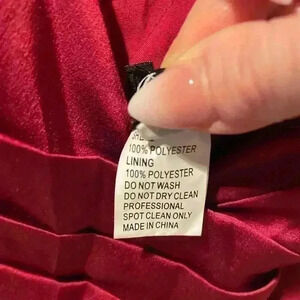 100% POLYESTER
LINING
100% POLYESTER
DO NOT WASH
DO NOT DRY CLEAN
PROFESSIONAL
SPOT CLEAN ONLY
MADE IN CHINA